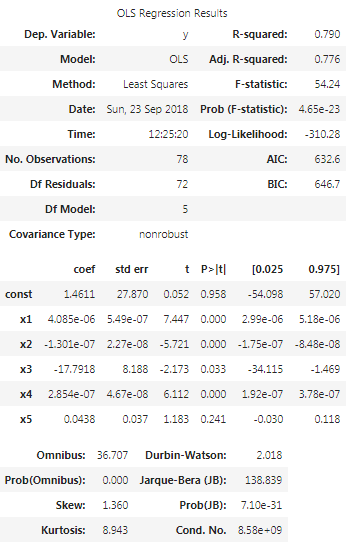 OLS Regression Results
Dep. Variable: y R-squared: 0.790
Model: OLS Adj. R-squared: 0.776
Method: Least Squares F-statistic: 54.24
Date: Sun, 23 Sep 2018 Prob (F-statistic): 4.65e-23
Time: 12:25:20 Log-Likelihood: -310.28
No. Observations: 78 AIC: 632.6
Df Residuals: 72 BIC: 646.7
Df Model: 5
Covariance Type: nonrobust
coef std err t P>|t| [0.025 0.975]
const 1.4611 27.870 0.052 0.958 -54.098 57.020
x1 4.085e-06 5.49e-07 7.447 0.000 2.99e-06 5.18e-06
x2 -1.301e-07 2.27e-08 -5.721 0.000 -1.75e-07 -8.48e-08
x3 -17.7918 8.188 -2.173 0.033 -34.115 -1.469
x4 2.854e-07 4.67e-08 6.112 0.000 1.92e-07 3.78e-07
x5 0.0438 0.037 1.183 0.241 -0.030 0.118
Omnibus: 36.707 Durbin-Watson: 2.018
Prob(Omnibus): 0.000 Jarque-Bera (JB): 138.839
Skew: 1.360 Prob(JB): 7.10e-31
Kurtosis: 8.943 Cond. No. 8.58e+09